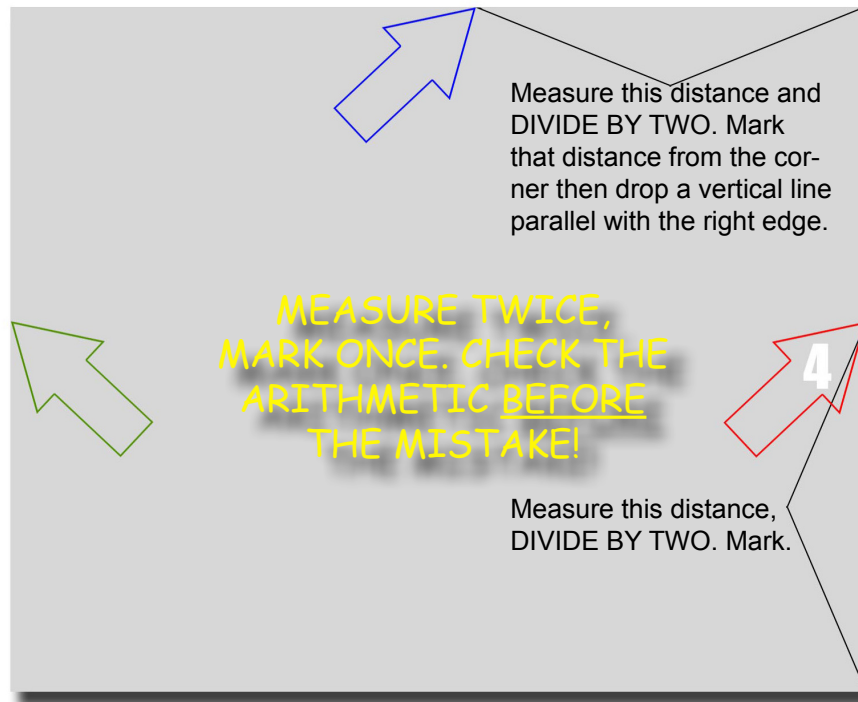 Measure this distance and
DIVIDE BY TWO. Mark
that distance from the cor-
ner then drop a vertical line
parallel with the right edge.
MEASURE TWICE,
MARK ONCE. CHECK THE
ARITHMETIC BEFORE
THE MISTAKE!
4
Measure this distance,
DIVIDE BY TWO. Mark.